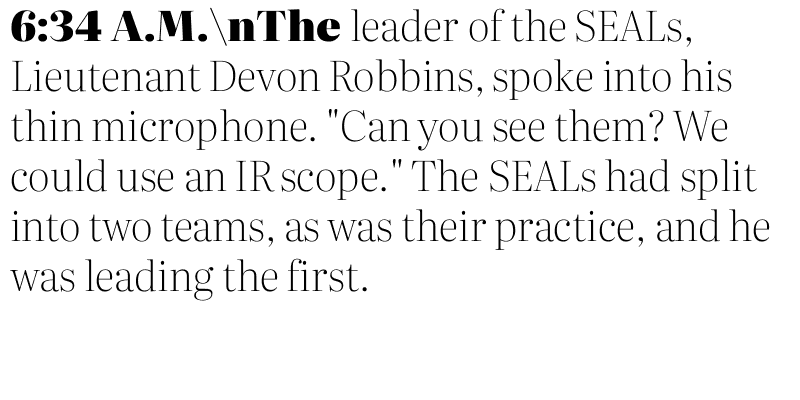 6:34 A.M.\nThe leader of the SEALs,
Lieutenant Devon Robbins, spoke into his
thin microphone. "Can you see them? We
could use an IR scope." The SEALs had split
into two teams, as was their practice, and he
was leading the first.